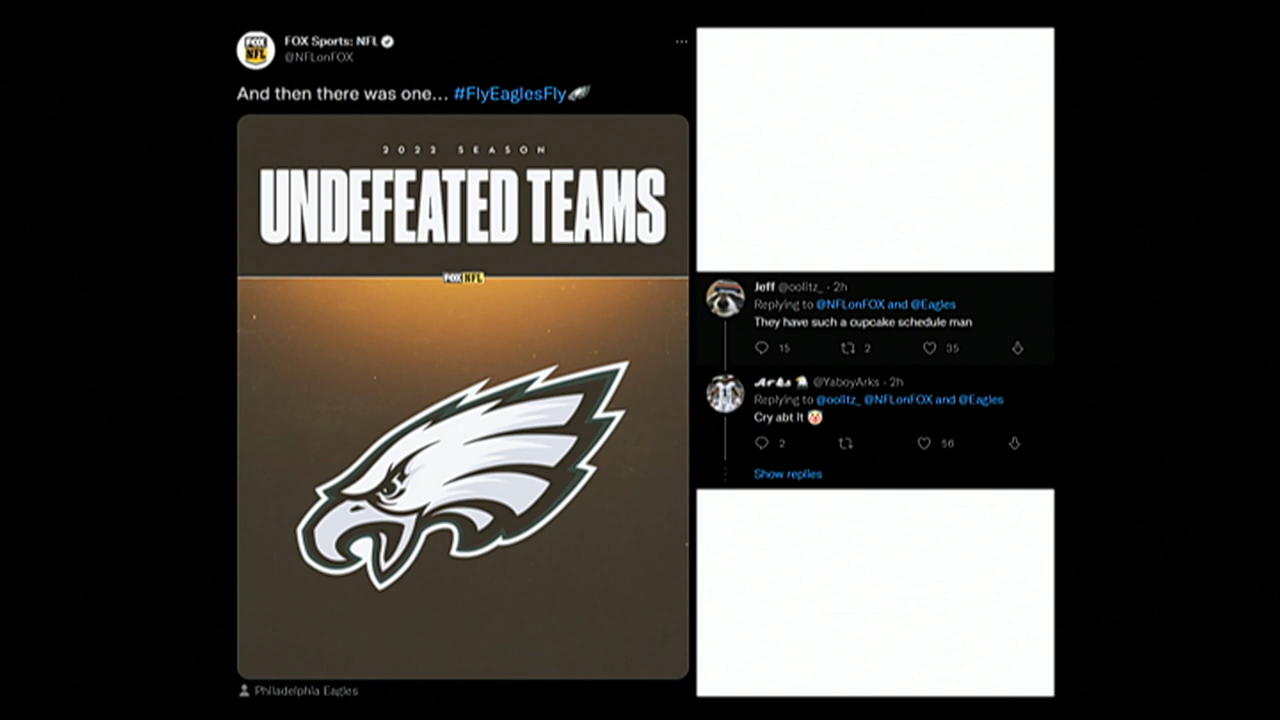 FOX Sports: NFL
@NFLonFOX
And then there was one... #FlyEaglesFly
2022 SEASON
UNDEFEATED TEAMS
FOX NFL
Philadelphia Eagles
Jeff @oolitz_ · 2h
Replying to @NFLonFOX and @Eagles
They have such a cupcake schedule man
15 2 35
Arks @YaboyArks · 2h
Replying to @oolitz_ @NFLonFOX and @Eagles
Cry abt it 🤡
2 56
Show replies